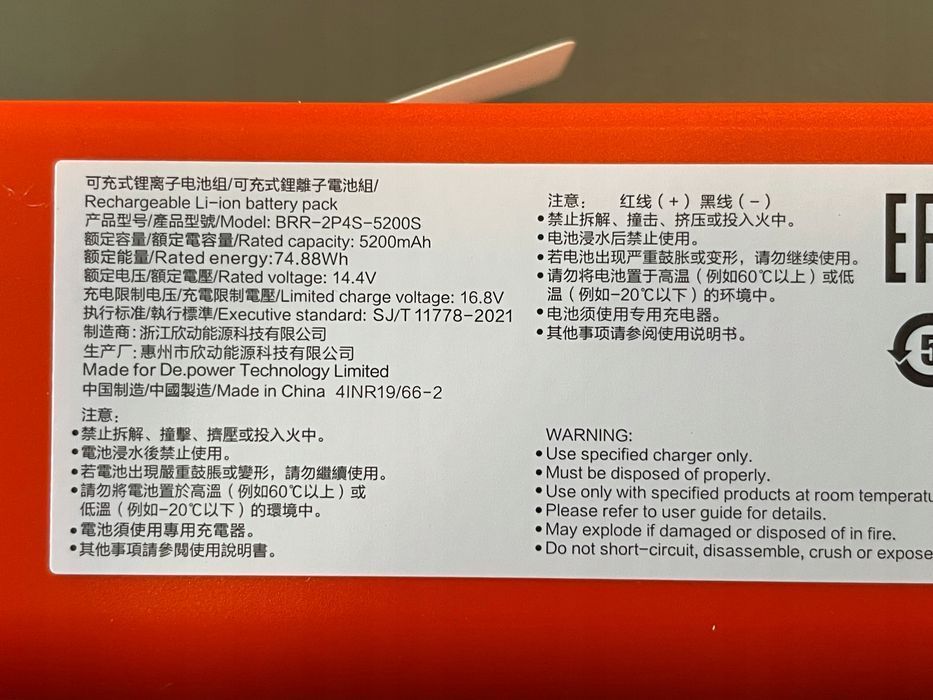 可充式锂离子电池组/可充式鋰離子電池組/
Rechargeable Li-ion battery pack
产品型号/產品型號/Model: BRR-2P4S-5200S
额定容量/額定電容量/Rated capacity: 5200mAh
额定能量/Rated energy:74.88Wh
额定电压/額定電壓/Rated voltage: 14.4V
充电限制电压/充電限制電壓/Limited charge voltage: 16.8V
执行标准/執行標準/Executive standard: SJ/T 11778-2021
制造商: 浙江欣动能源科技有限公司
生产厂: 惠州市欣动能源科技有限公司
Made for De.power Technology Limited
中国制造/中國製造/Made in China 4INR19/66-2
注意:
•禁止拆解、撞擊、擠壓或投入火中。
•電池浸水後禁止使用。
•若電池出現嚴重鼓脹或變形，請勿繼續使用。
•請勿將電池置於高溫（例如60℃以上）或
低溫（例如-20℃以下）的環境中。
•電池須使用專用充電器。
•其他事項請參閱使用說明書。
注意: 红线（+）黑线（-）
•禁止拆解、撞击、挤压或投入火中。
•电池浸水后禁止使用。
•若电池出现严重鼓胀或变形，请勿继续使用。
•请勿将电池置于高温（例如60℃以上）或低
温（例如-20℃以下）的环境中。
•电池须使用专用充电器。
•其他事项请参阅使用说明书。
WARNING:
•Use specified charger only.
•Must be disposed of properly.
•Use only with specified products at room temperatu
•Please refer to user guide for details.
•May explode if damaged or disposed of in fire.
•Do not short-circuit, disassemble, crush or expose
5